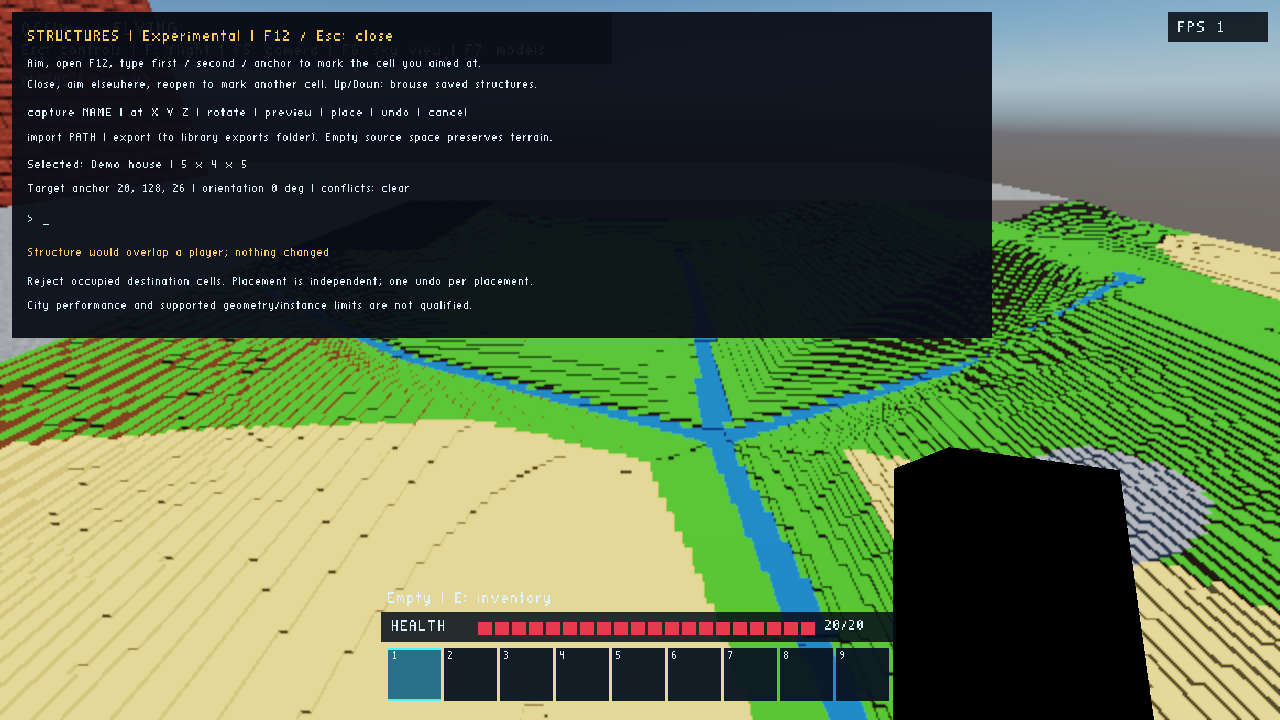 STRUCTURES | Experimental | F12 / Esc: close
FPS 1
Aim, open F12, type first / second / anchor to mark the cell you aimed at.
Close, aim elsewhere, reopen to mark another cell. Up/Down: browse saved structures.
capture NAME | at X Y Z | rotate | preview | place | undo | cancel
import PATH | export (to library exports folder). Empty source space preserves terrain.
Selected: Demo house | 5 x 4 x 5
Target anchor 20, 128, 26 | orientation 0 deg | conflicts: clear
> _
Structure would overlap a player; nothing changed
Reject occupied destination cells. Placement is independent; one undo per placement.
City performance and supported geometry/instance limits are not qualified.
Empty | E: inventory
HEALTH 20/20
1 2 3 4 5 6 7 8 9